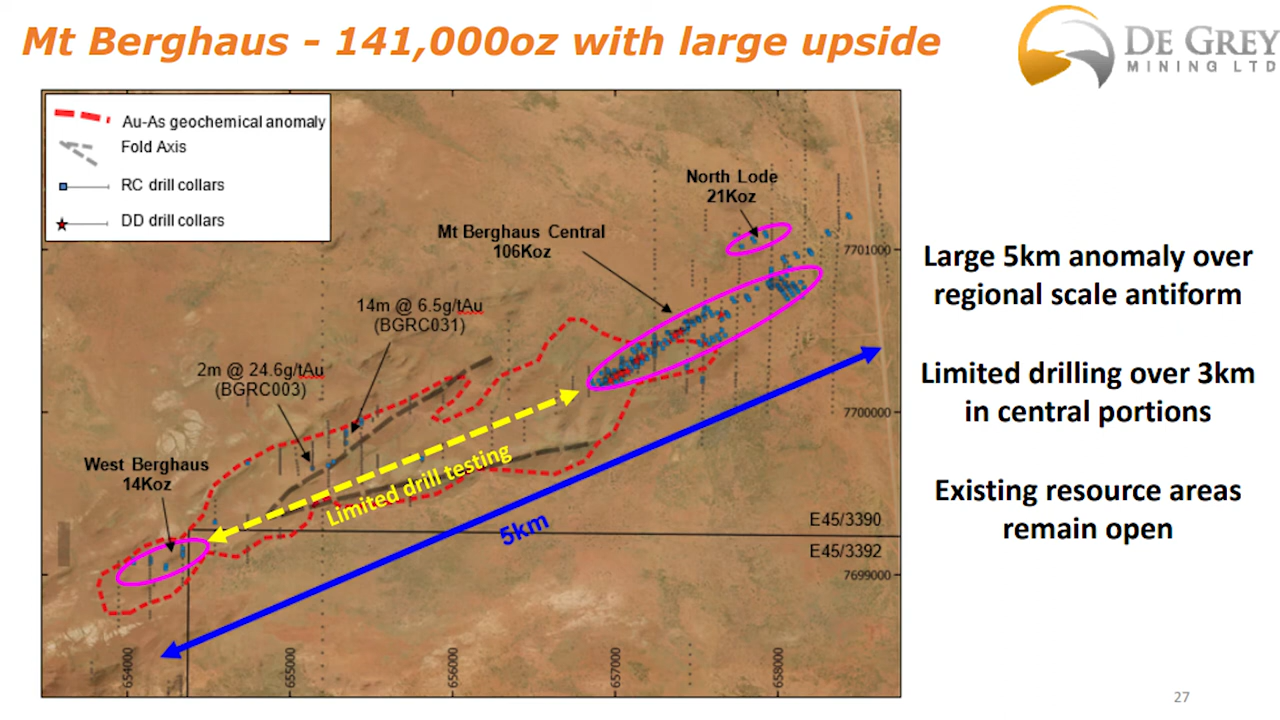 Mt Berghaus - 141,000oz with large upside
DE GREY
MINING LTD
Au-As geochemical anomaly
Fold Axis
RC drill collars
DD drill collars
North Lode
21Koz
Mt Berghaus Central
106Koz
7701000
14m @ 6.5g/tAu
(BGRC031)
2m @ 24.6g/tAu
(BGRC003)
7700000
West Berghaus
14Koz
Limited drill testing
5km
E45/3390
E45/3392
7699000
654000
655000
656000
657000
658000
Large 5km anomaly over
regional scale antiform
Limited drilling over 3km
in central portions
Existing resource areas
remain open
27